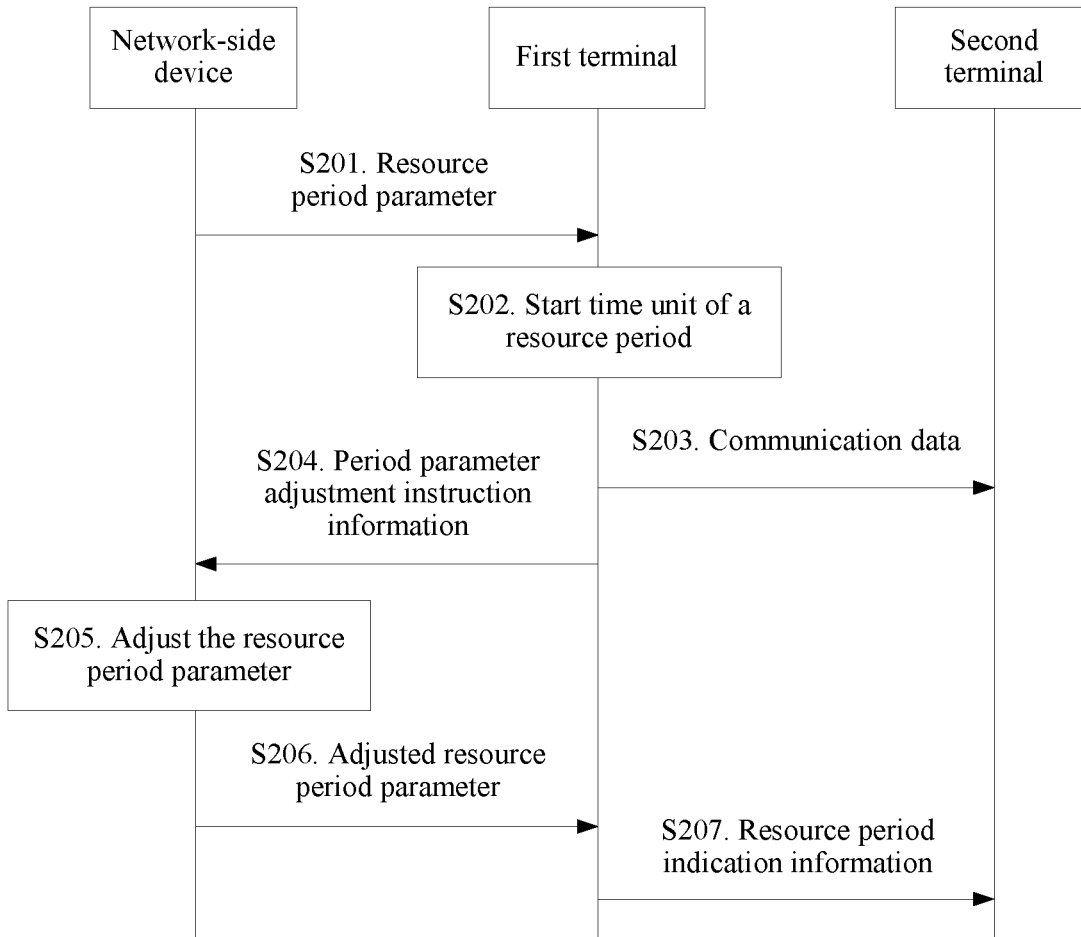 Network-side
device
First terminal
Second
terminal
S201. Resource
period parameter
S202. Start time unit of a
resource period
S203. Communication data
S204. Period parameter
adjustment instruction
information
S205. Adjust the resource
period parameter
S206. Adjusted resource
period parameter
S207. Resource period
indication information